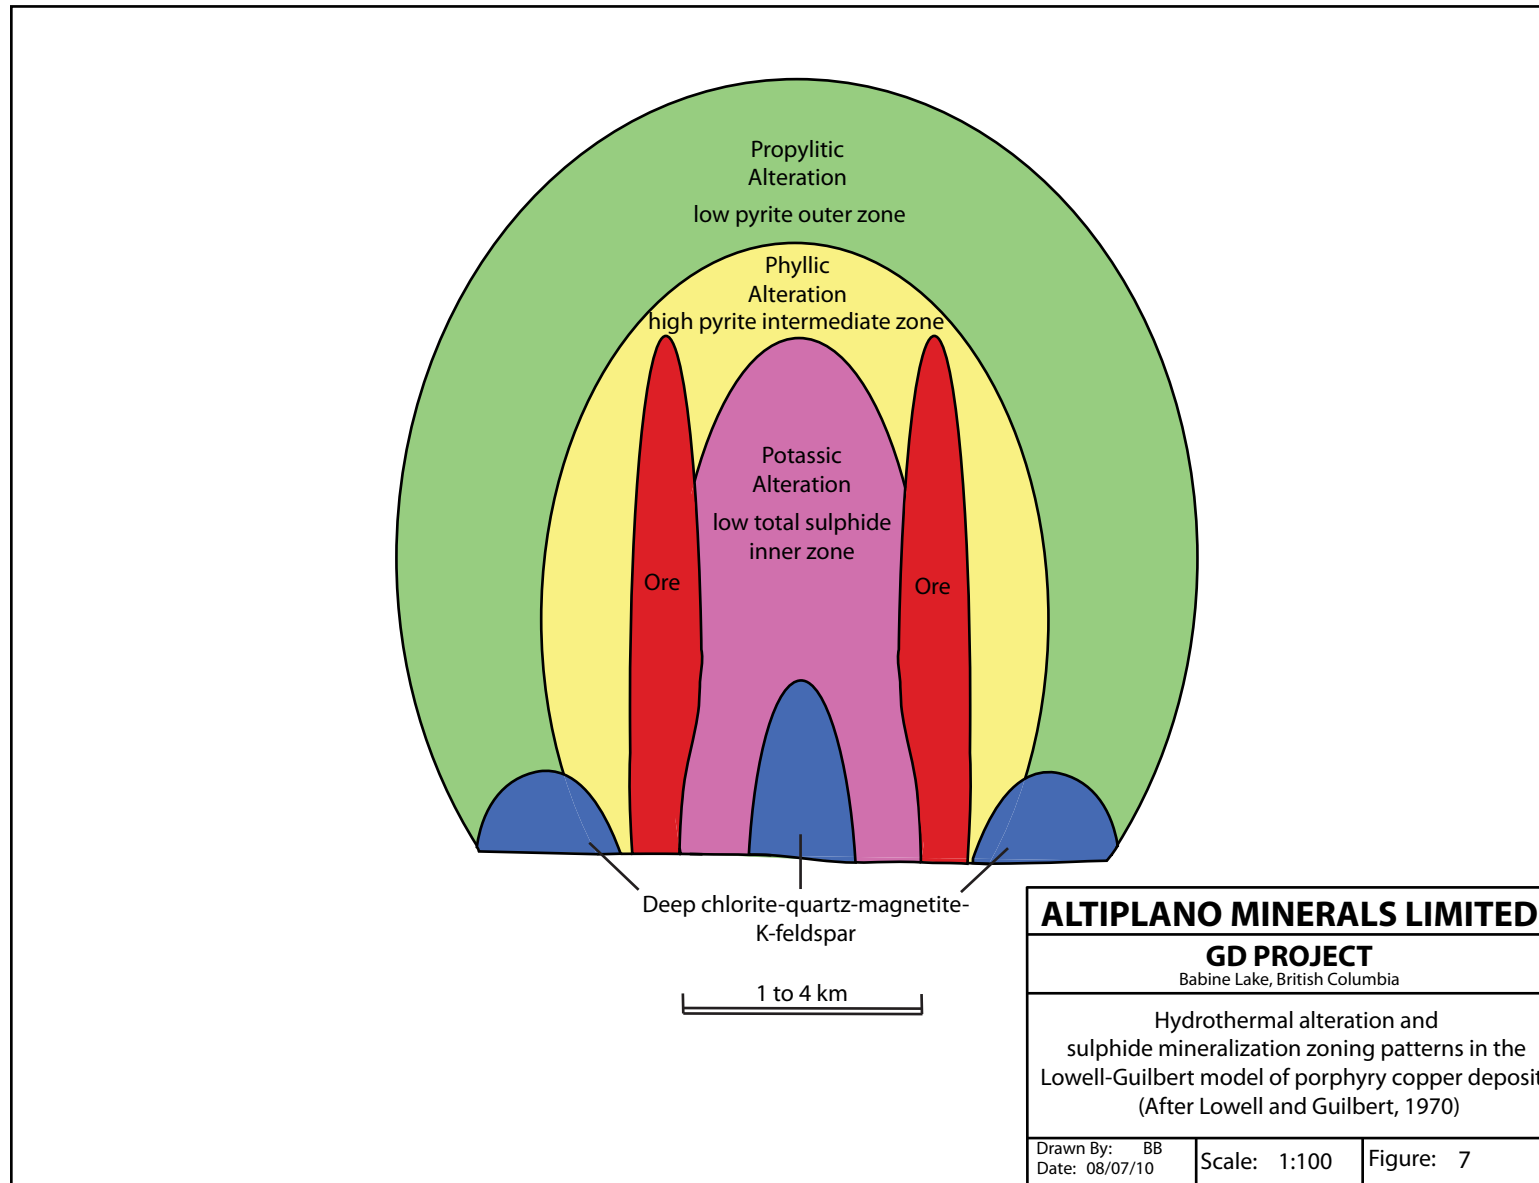 Propylitic
Alteration
low pyrite outer zone
Phyllic
Alteration
high pyrite intermediate zone
Potassic
Alteration
low total sulphide
inner zone
Ore
Ore
Deep chlorite-quartz-magnetite-
K-feldspar
1 to 4 km
ALTIPLANO MINERALS LIMITED
GD PROJECT
Babine Lake, British Columbia
Hydrothermal alteration and
sulphide mineralization zoning patterns in the
Lowell-Guilbert model of porphyry copper deposit
(After Lowell and Guilbert, 1970)
Drawn By: BB
Date: 08/07/10
Scale: 1:100
Figure: 7